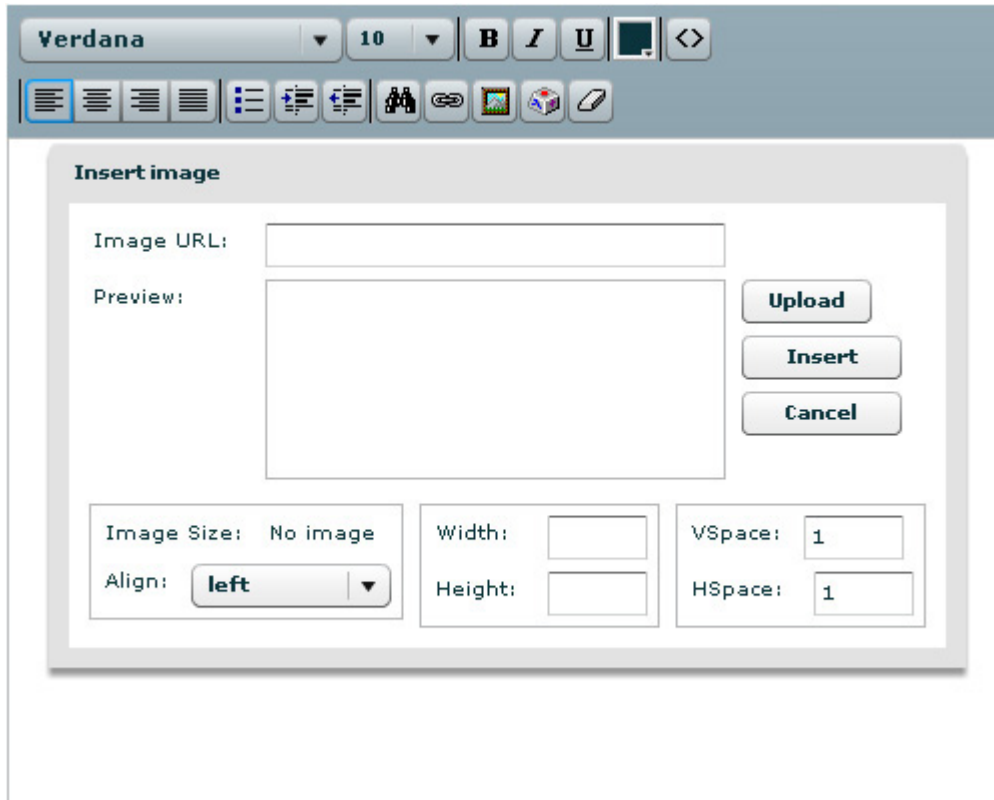 Verdana 10 B I U <>
Insert image
Image URL:
Preview:
Upload
Insert
Cancel
Image Size: No image Width: VSpace: 1
Align: left Height: HSpace: 1